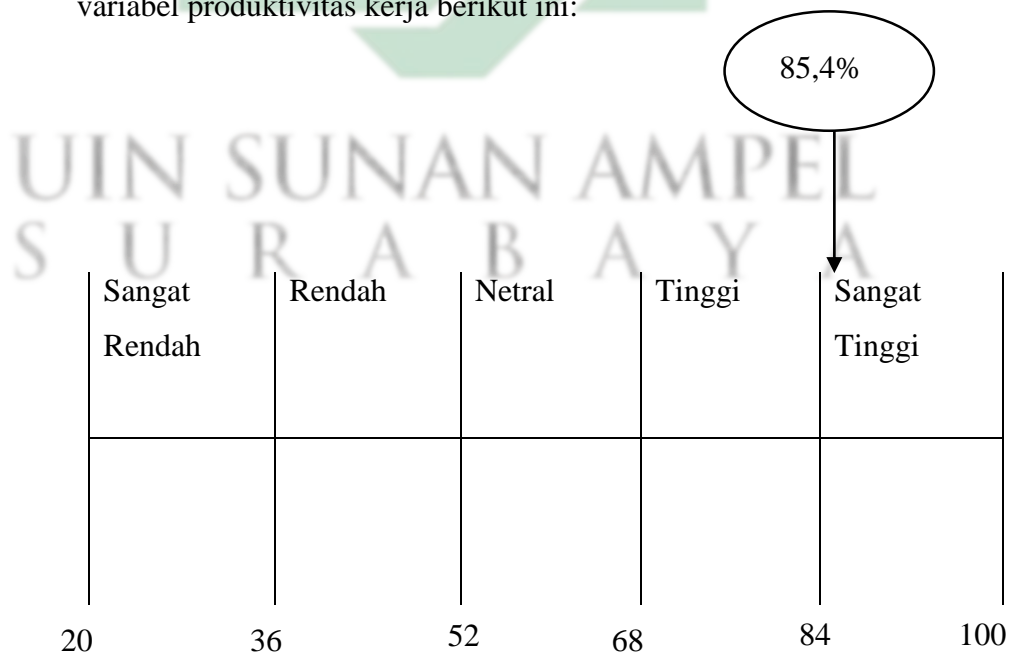 variabel produktivitas kerja berikut ini:
85,4%
UIN SUNAN AMPEL
SURABAYA
Sangat Rendah Netral Tinggi Sangat
Rendah Tinggi
20 36 52 68 84 100